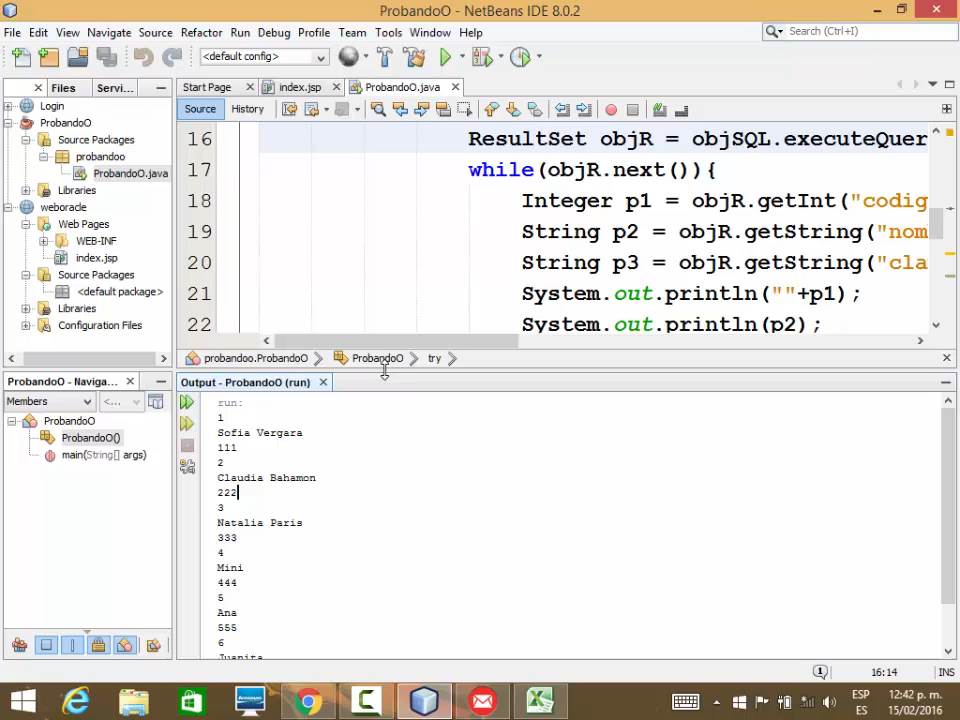 ProbandoO - NetBeans IDE 8.0.2
File Edit View Navigate Source Refactor Run Debug Profile Team Tools Window Help
Search (Ctrl+I)
<default config>
Files Servi...
Start Page index.jsp ProbandoO.java
Source History
Login
ProbandoO
Source Packages
probandoo
ProbandoO.java
Libraries
weboracle
Web Pages
WEB-INF
index.jsp
Source Packages
<default package>
Libraries
Configuration Files
16 ResultSet objR = objSQL.executeQuer
17 while(objR.next()){
18 Integer p1 = objR.getInt("codig
19 String p2 = objR.getString("nom
20 String p3 = objR.getString("cla
21 System.out.println(""+p1);
22 System.out.println(p2);
probandoo.ProbandoO ProbandoO try
ProbandoO - Naviga...
Members <...
ProbandoO
ProbandoO()
main(String[] args)
Output - ProbandoO (run)
run:
1
Sofia Vergara
111
2
Claudia Bahamon
222
3
Natalia Paris
333
4
Mini
444
5
Ana
555
6
Juanita
1
16:14 INS
Lenovo
ESP
ES
12:42 p. m.
15/02/2016